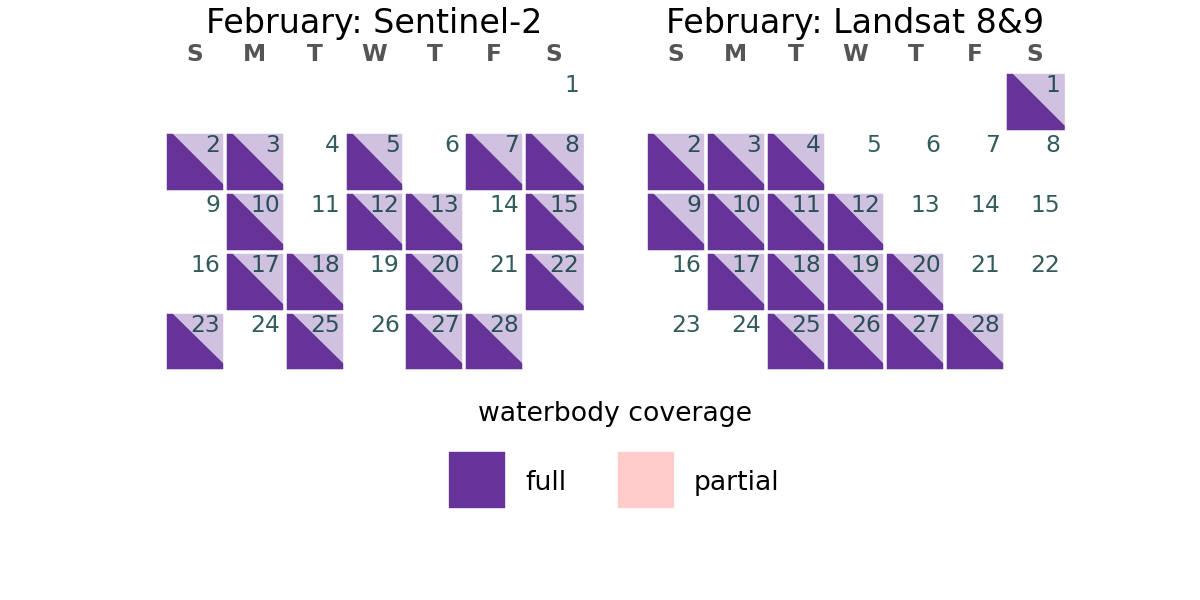 February: Sentinel-2
S M T W T F S
1
2 3 4 5 6 7 8
9 10 11 12 13 14 15
16 17 18 19 20 21 22
23 24 25 26 27 28
February: Landsat 8&9
S M T W T F S
1
2 3 4 5 6 7 8
9 10 11 12 13 14 15
16 17 18 19 20 21 22
23 24 25 26 27 28
waterbody coverage
full partial